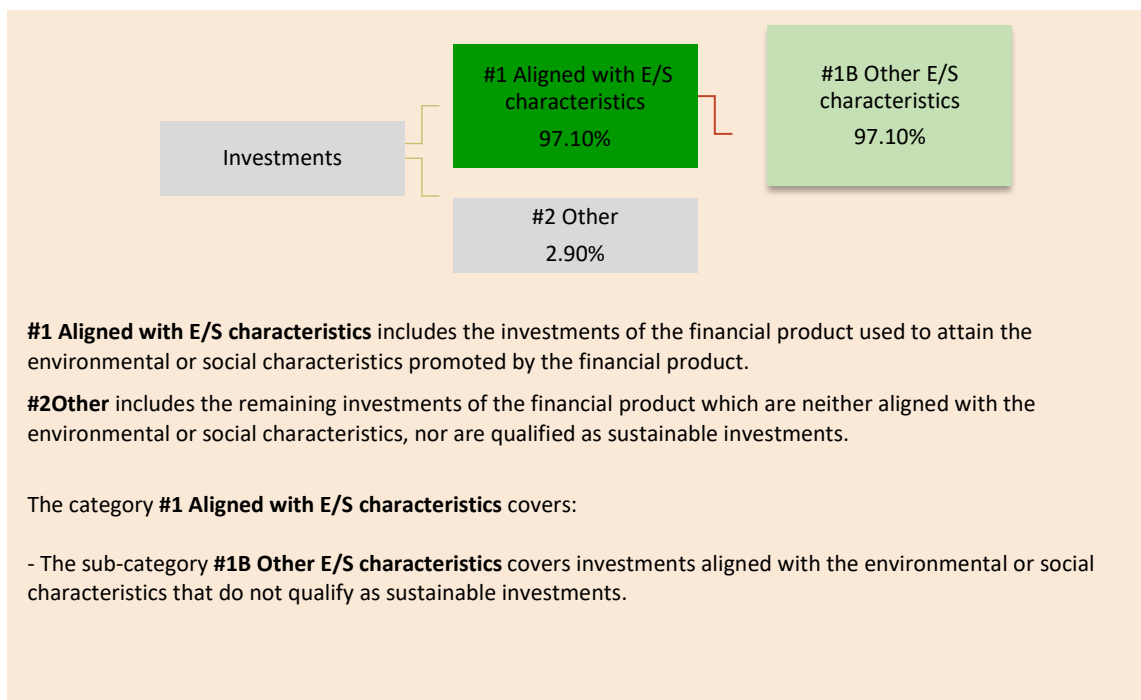 #1 Aligned with E/S
characteristics
97.10%
#1B Other E/S
characteristics
97.10%
Investments
#2 Other
2.90%
#1 Aligned with E/S characteristics includes the investments of the financial product used to attain the
environmental or social characteristics promoted by the financial product.
#2Other includes the remaining investments of the financial product which are neither aligned with the
environmental or social characteristics, nor are qualified as sustainable investments.
The category #1 Aligned with E/S characteristics covers:
- The sub-category #1B Other E/S characteristics covers investments aligned with the environmental or social
characteristics that do not qualify as sustainable investments.